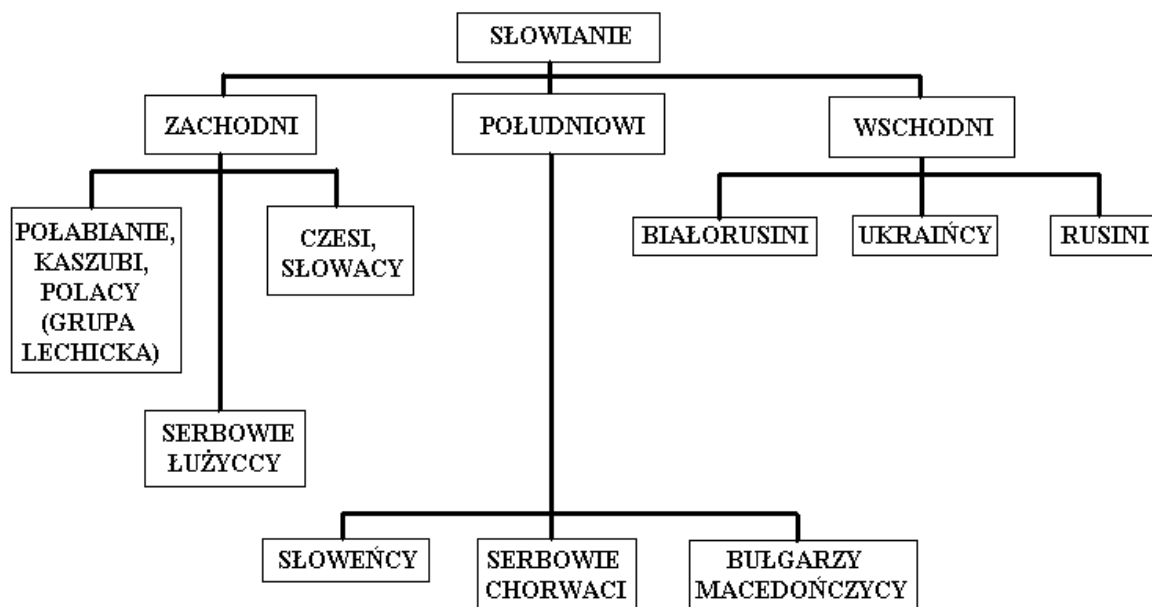 SŁOWIANIE
ZACHODNI
POŁUDNIOWI
WSCHODNI
POŁABIANIE,
KASZUBI,
POLACY
(GRUPA
LECHICKA)
CZESI,
SŁOWACY
BIAŁORUSINI
UKRAIŃCY
RUSINI
SERBOWIE
ŁUŻYCCY
SŁOWEŃCY
SERBOWIE
CHORWACI
BUŁGARZY
MACEDOŃCZYCY